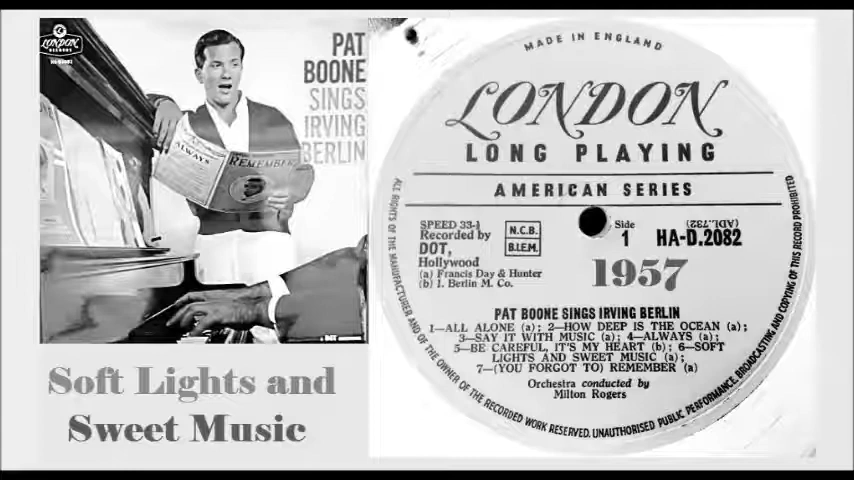 LONDON
RECORDS
PAT
BOONE
SINGS
IRVING
BERLIN
ALWAYS
REMEMBER
Soft Lights and
Sweet Music
MADE IN ENGLAND
LONDON
LONG PLAYING
AMERICAN SERIES
SPEED 33⅓
Recorded by
DOT,
Hollywood
(a) Francis Day & Hunter
(b) I. Berlin M. Co.
N.C.B.
B.I.E.M.
Side
1
(ADL.732)
HA-D.2082
1957
PAT BOONE SINGS IRVING BERLIN
1—ALL ALONE (a); 2—HOW DEEP IS THE OCEAN (a);
3—SAY IT WITH MUSIC (a); 4—ALWAYS (a);
5—BE CAREFUL, IT'S MY HEART (b); 6—SOFT
LIGHTS AND SWEET MUSIC (a);
7—(YOU FORGOT TO) REMEMBER (a)
Orchestra conducted by
Milton Rogers
ALL RIGHTS OF THE MANUFACTURER AND OF THE OWNER OF THE RECORDED WORK RESERVED. UNAUTHORISED PUBLIC PERFORMANCE, BROADCASTING AND COPYING OF THIS RECORD PROHIBITED